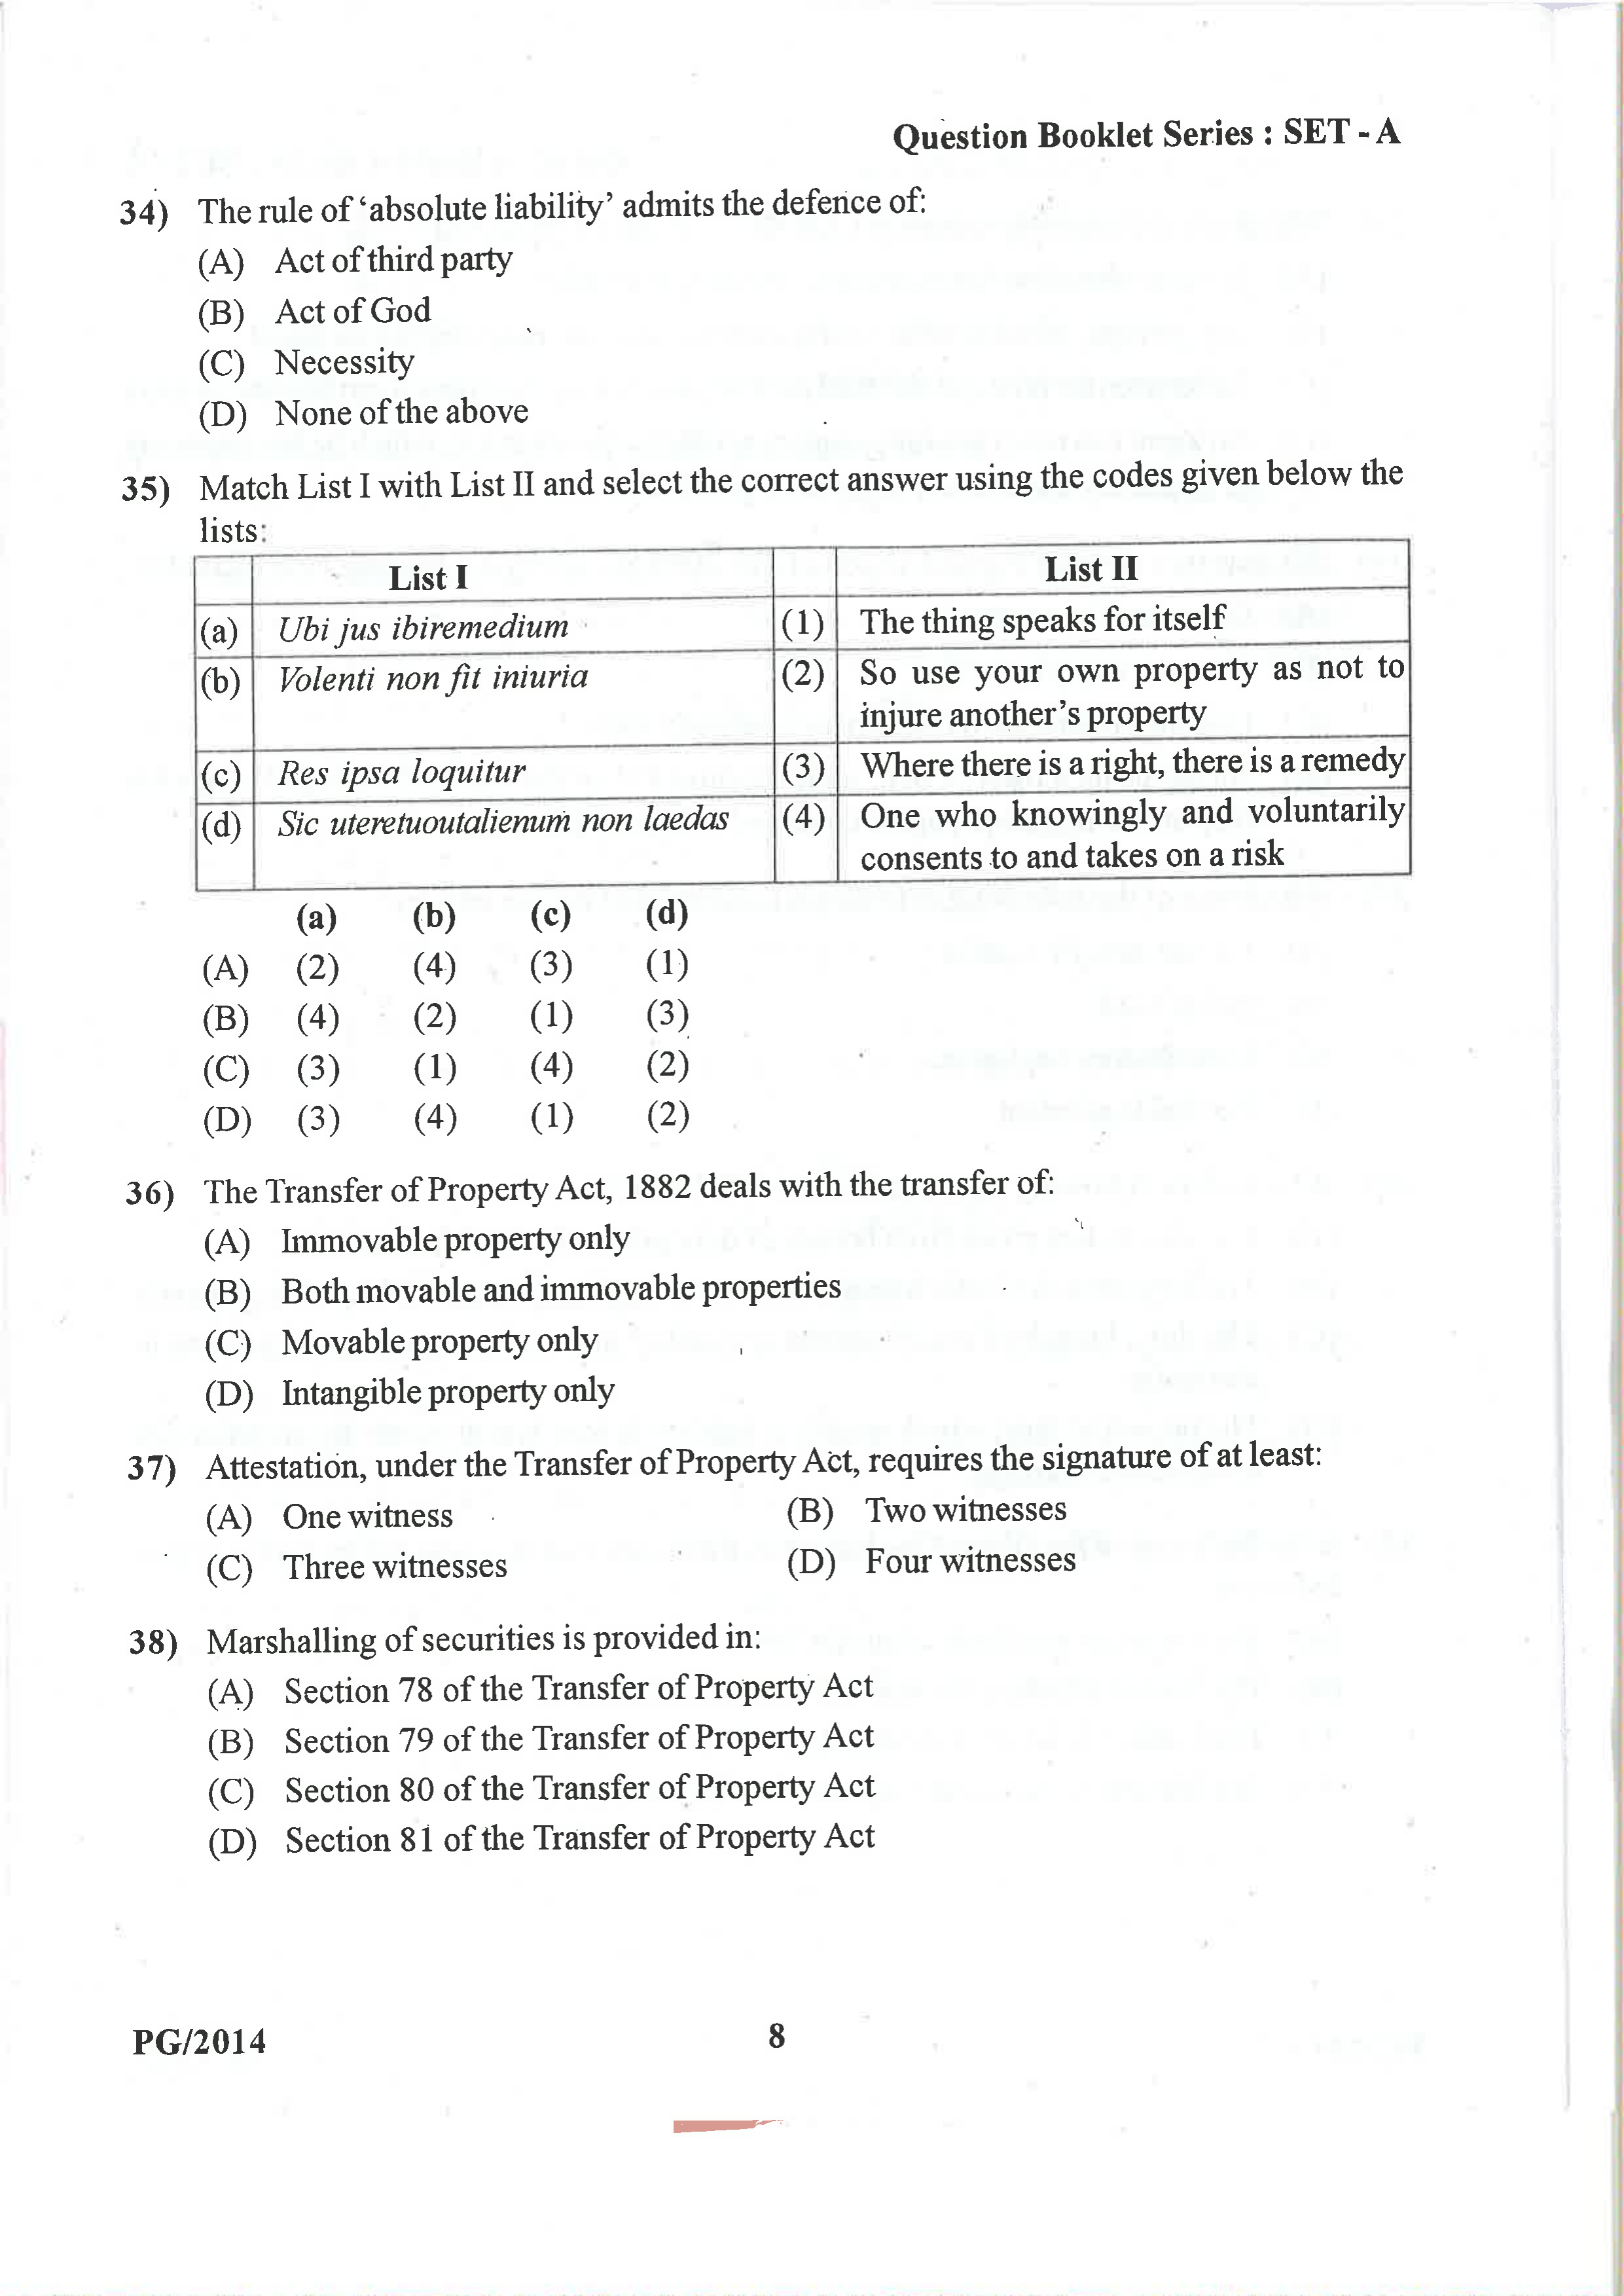 Question Booklet Series : SET - A
34) The rule of ‘absolute liability’ admits the defence of:
(A) Act of third party
(B) Act of God
(C) Necessity
(D) None of the above
35) Match List I with List II and select the correct answer using the codes given below the
lists:
List I List II
(a) Ubi jus ibiremedium (1) The thing speaks for itself
(b) Volenti non fit iniuria (2) So use your own property as not to
injure another’s property
(c) Res ipsa loquitur (3) Where there is a right, there is a remedy
(d) Sic uteretuoutalienum non laedas (4) One who knowingly and voluntarily
consents to and takes on a risk
(a) (b) (c) (d)
(A) (2) (4) (3) (1)
(B) (4) (2) (1) (3)
(C) (3) (1) (4) (2)
(D) (3) (4) (1) (2)
36) The Transfer of Property Act, 1882 deals with the transfer of:
(A) Immovable property only
(B) Both movable and immovable properties
(C) Movable property only
(D) Intangible property only
37) Attestation, under the Transfer of Property Act, requires the signature of at least:
(A) One witness (B) Two witnesses
(C) Three witnesses (D) Four witnesses
38) Marshalling of securities is provided in:
(A) Section 78 of the Transfer of Property Act
(B) Section 79 of the Transfer of Property Act
(C) Section 80 of the Transfer of Property Act
(D) Section 81 of the Transfer of Property Act
PG/2014 8